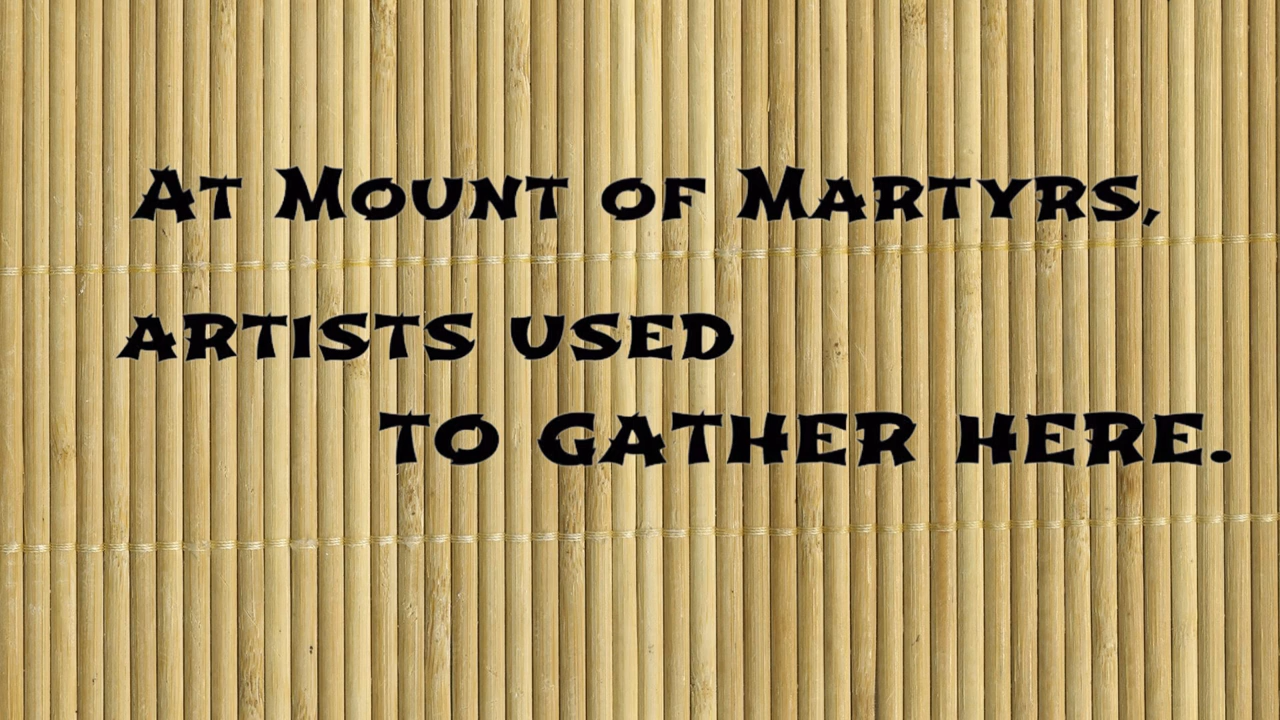 At Mount of Martyrs,
artists used
to gather here.